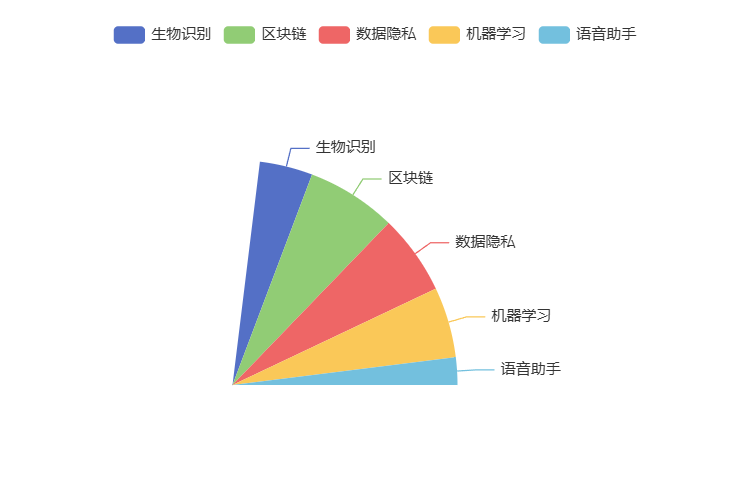 生物识别 区块链 数据隐私 机器学习 语音助手
生物识别
区块链
数据隐私
机器学习
语音助手